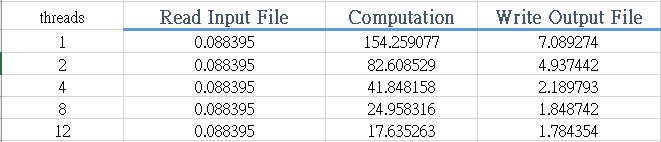 threads Read Input File Computation Write Output File
1 0.088395 154.259077 7.089274
2 0.088395 82.608529 4.937442
4 0.088395 41.848158 2.189793
8 0.088395 24.958316 1.848742
12 0.088395 17.635263 1.784354